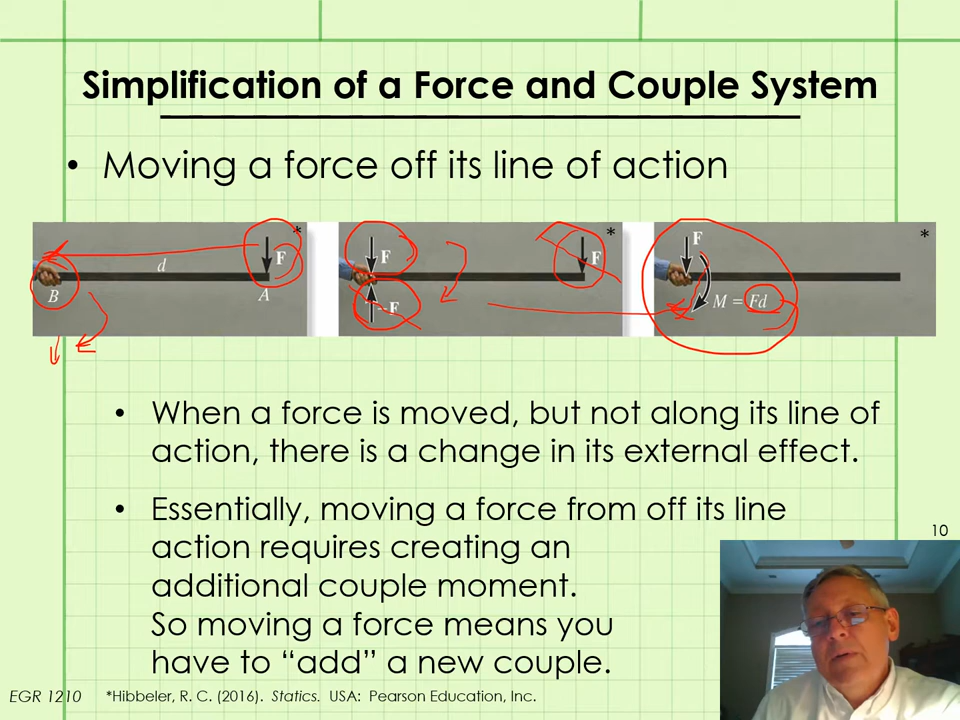 Simplification of a Force and Couple System
• Moving a force off its line of action
* * *
F F F F
d
B A
– F
M = Fd
• When a force is moved, but not along its line of
action, there is a change in its external effect.
• Essentially, moving a force from off its line
action requires creating an
additional couple moment.
So moving a force means you
have to “add” a new couple.
10
EGR 1210 *Hibbeler, R. C. (2016). Statics. USA: Pearson Education, Inc.